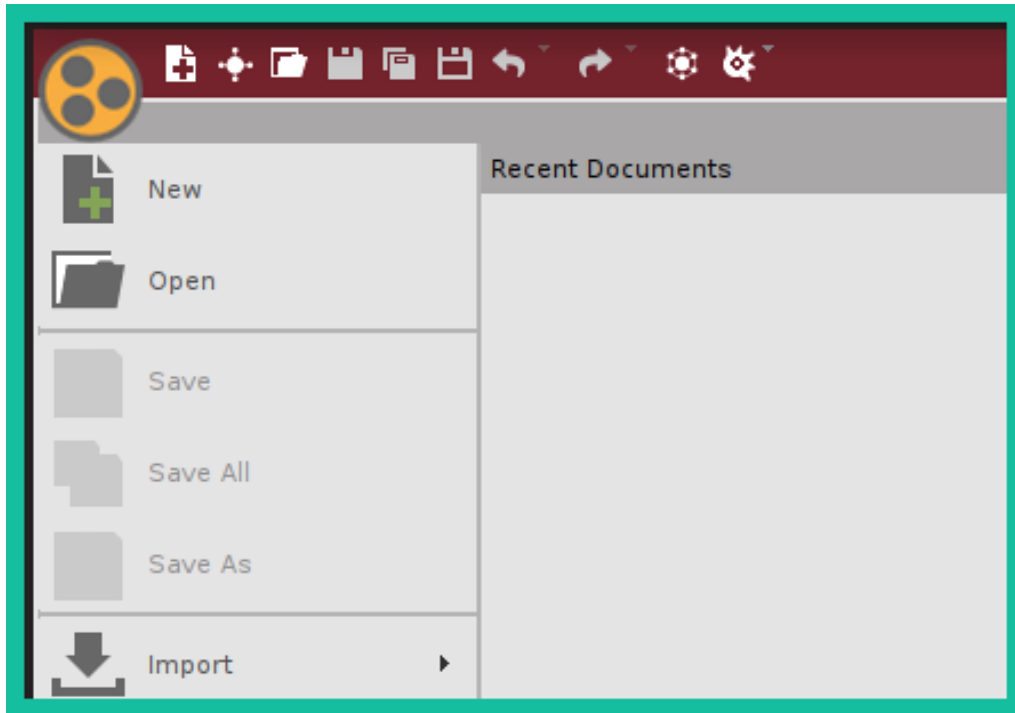 Recent Documents
New
Open
Save
Save All
Save As
Import